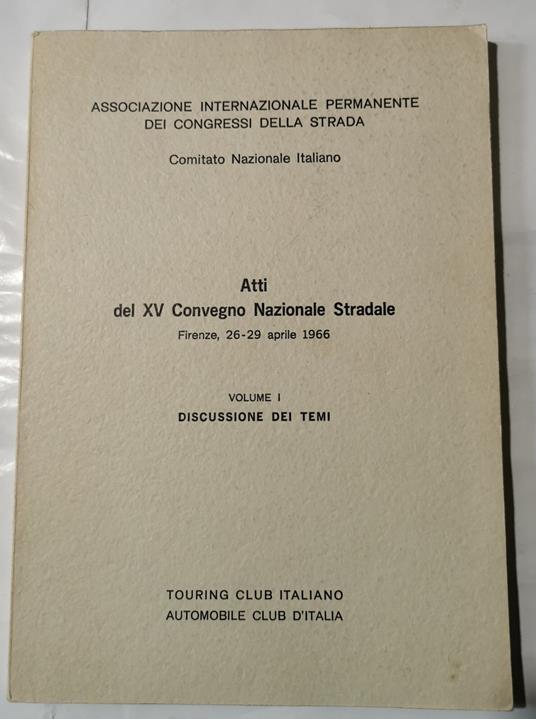 ASSOCIAZIONE INTERNAZIONALE PERMANENTE
DEI CONGRESSI DELLA STRADA
Comitato Nazionale Italiano
Atti
del XV Convegno Nazionale Stradale
Firenze, 26-29 aprile 1966
VOLUME I
DISCUSSIONE DEI TEMI
TOURING CLUB ITALIANO
AUTOMOBILE CLUB D'ITALIA